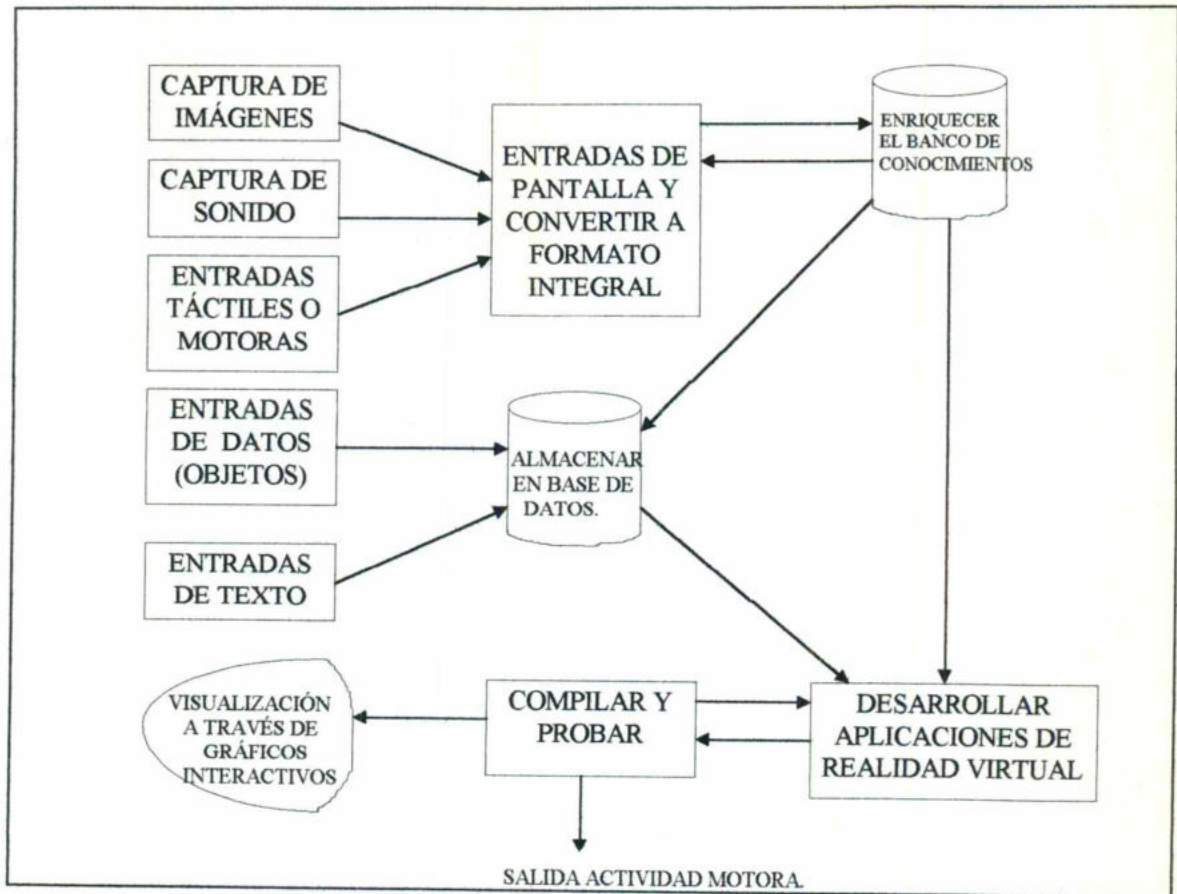 CAPTURA DE
IMÁGENES
CAPTURA DE
SONIDO
ENTRADAS
TÁCTILES O
MOTORAS
ENTRADAS
DE DATOS
(OBJETOS)
ENTRADAS
DE TEXTO
ENTRADAS DE
PANTALLA Y
CONVERTIR A
FORMATO
INTEGRAL
ENRIQUECER
EL BANCO DE
CONOCIMIENTOS
ALMACENAR
EN BASE DE
DATOS.
VISUALIZACIÓN
A TRAVÉS DE
GRÁFICOS
INTERACTIVOS
COMPILAR Y
PROBAR
DESARROLLAR
APLICACIONES DE
REALIDAD VIRTUAL
SALIDA ACTIVIDAD MOTORA.